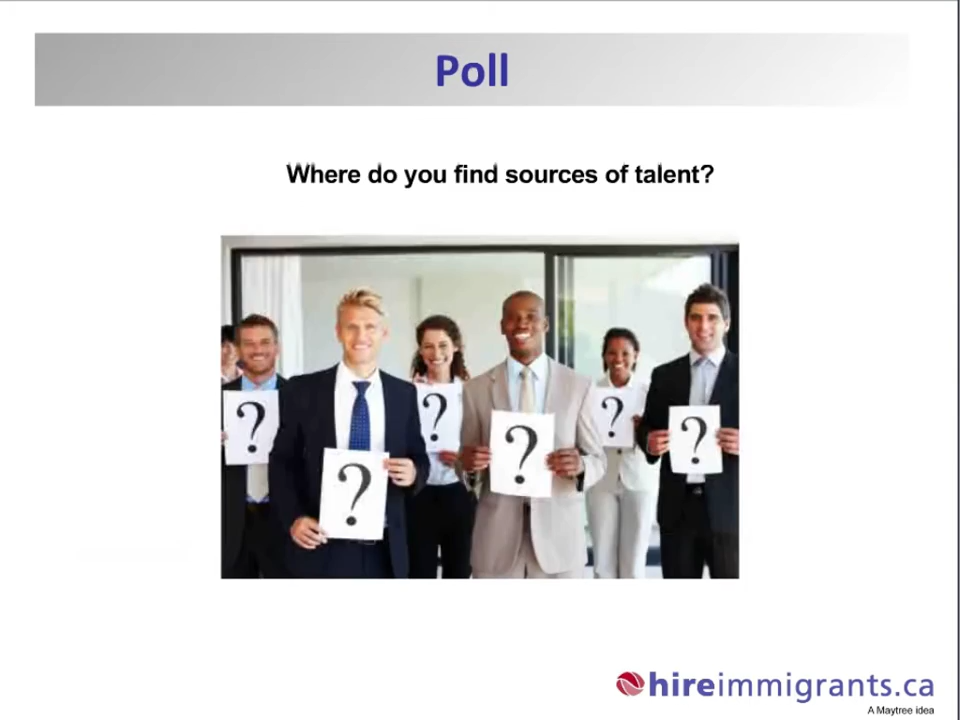 Poll
Where do you find sources of talent?
? ? ? ? ? ?
hireimmigrants.ca
A Maytree idea